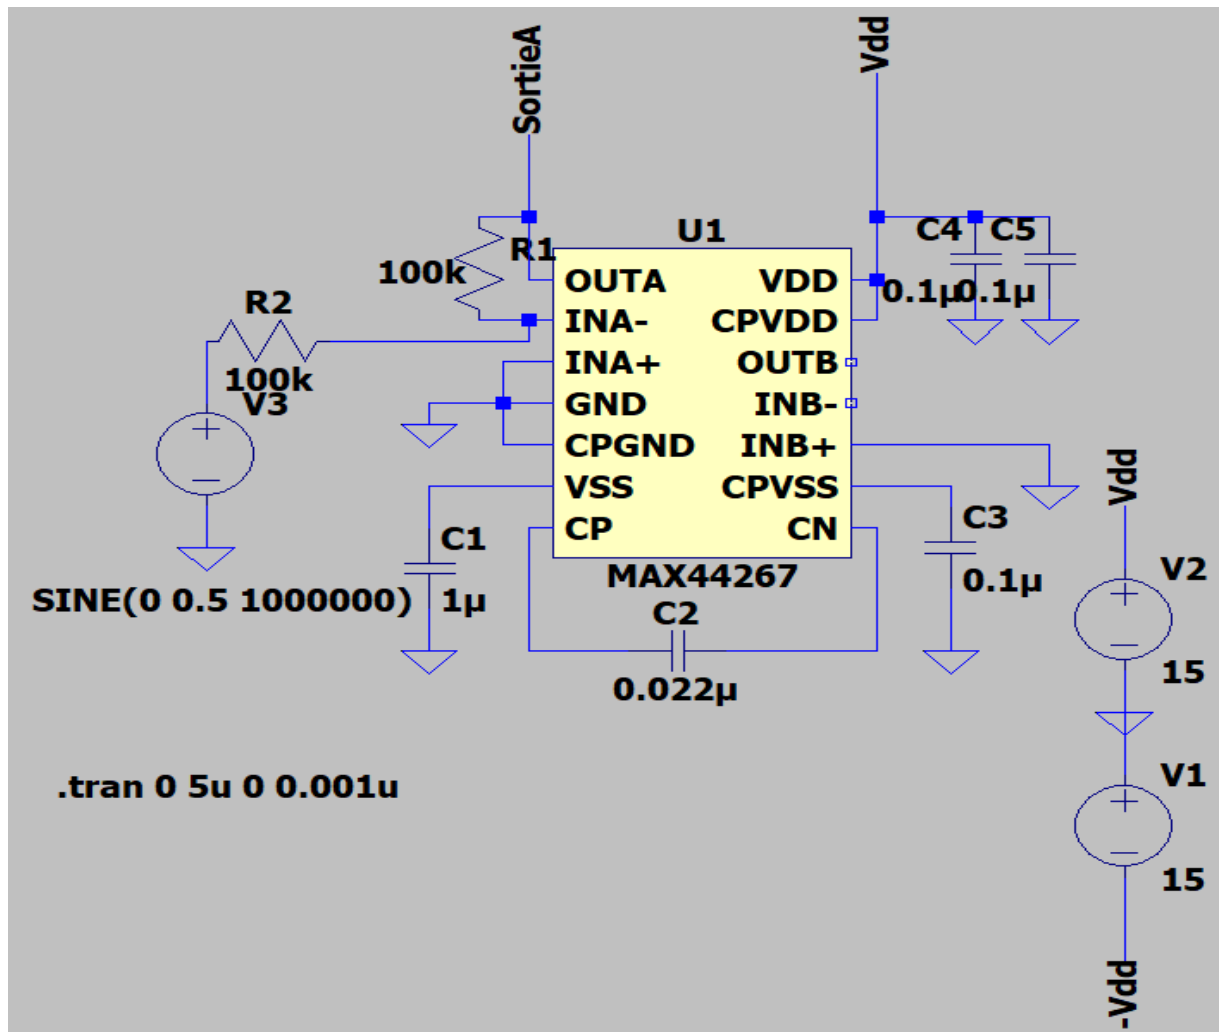 SortieA
Vdd
U1
C4
C5
R1
100k
OUTA
VDD
0.1µ
0.1µ
R2
INA-
CPVDD
100k
INA+
OUTB
V3
GND
INB-
CPGND
INB+
VSS
CPVSS
Vdd
C1
CP
CN
C3
MAX44267
0.1µ
V2
SINE(0 0.5 1000000)
1µ
C2
15
0.022µ
.tran 0 5u 0 0.001u
V1
15
-Vdd